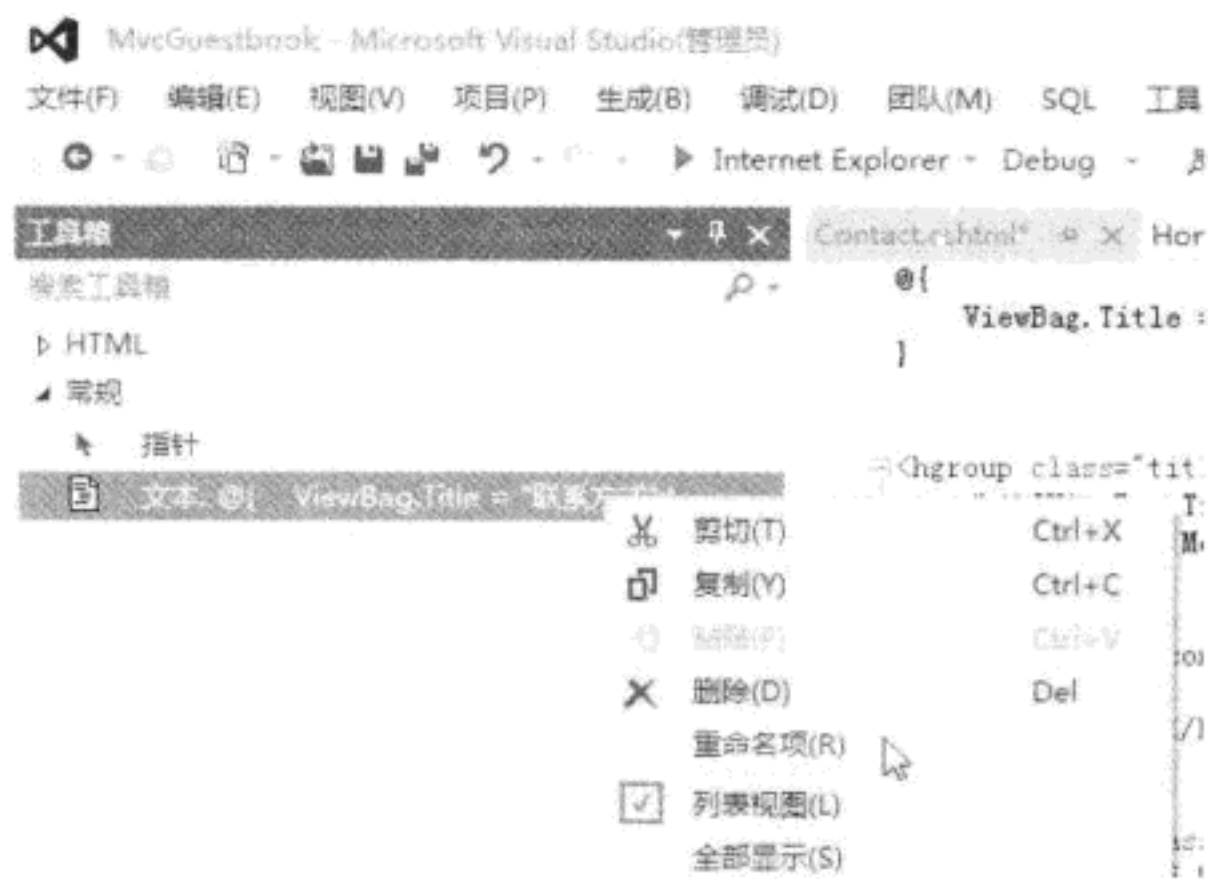 MvcGuestbook - Microsoft Visual Studio(管理员)
文件(F) 编辑(E) 视图(V) 项目(P) 生成(B) 调试(D) 团队(M) SQL 工具
Internet Explorer Debug
工具箱
Contact.cshtml* Hor
搜索工具箱
@{
ViewBag.Title =
}
HTML
常规
指针
<hgroup class="tit
文本: @{ ViewBag.Title = "联系方
剪切(T) Ctrl+X
复制(Y) Ctrl+C
Ctrl+V
删除(D) Del
重命名项(R)
列表视图(L)
全部显示(S)